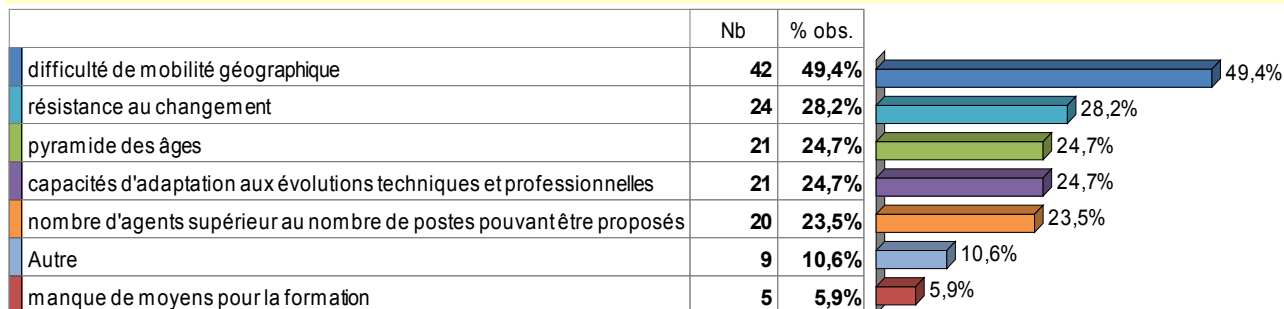 Nb % obs.
difficulté de mobilité géographique 42 49,4% 49,4%
résistance au changement 24 28,2% 28,2%
pyramide des âges 21 24,7% 24,7%
capacités d'adaptation aux évolutions techniques et professionnelles 21 24,7% 24,7%
nombre d'agents supérieur au nombre de postes pouvant être proposés 20 23,5% 23,5%
Autre 9 10,6% 10,6%
manque de moyens pour la formation 5 5,9% 5,9%